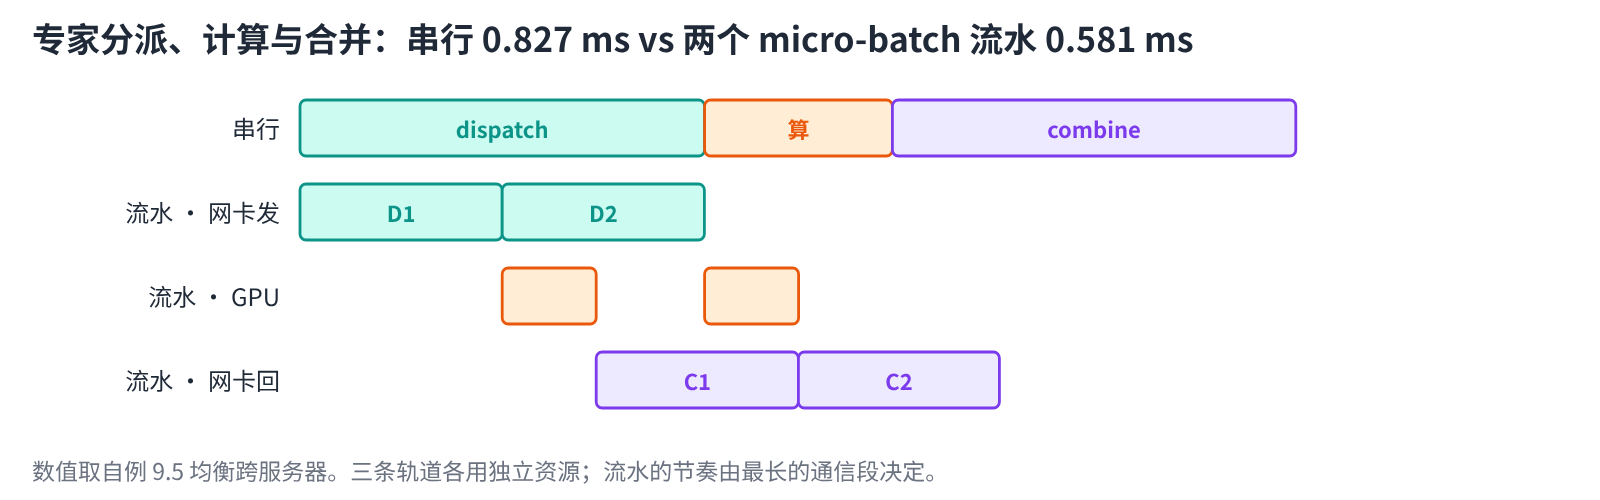 专家分派、计算与合并：串行 0.827 ms vs 两个 micro-batch 流水 0.581 ms
串行 dispatch 算 combine
流水 · 网卡发 D1 D2
流水 · GPU
流水 · 网卡回 C1 C2
数值取自例 9.5 均衡跨服务器。三条轨道各用独立资源；流水的节奏由最长的通信段决定。